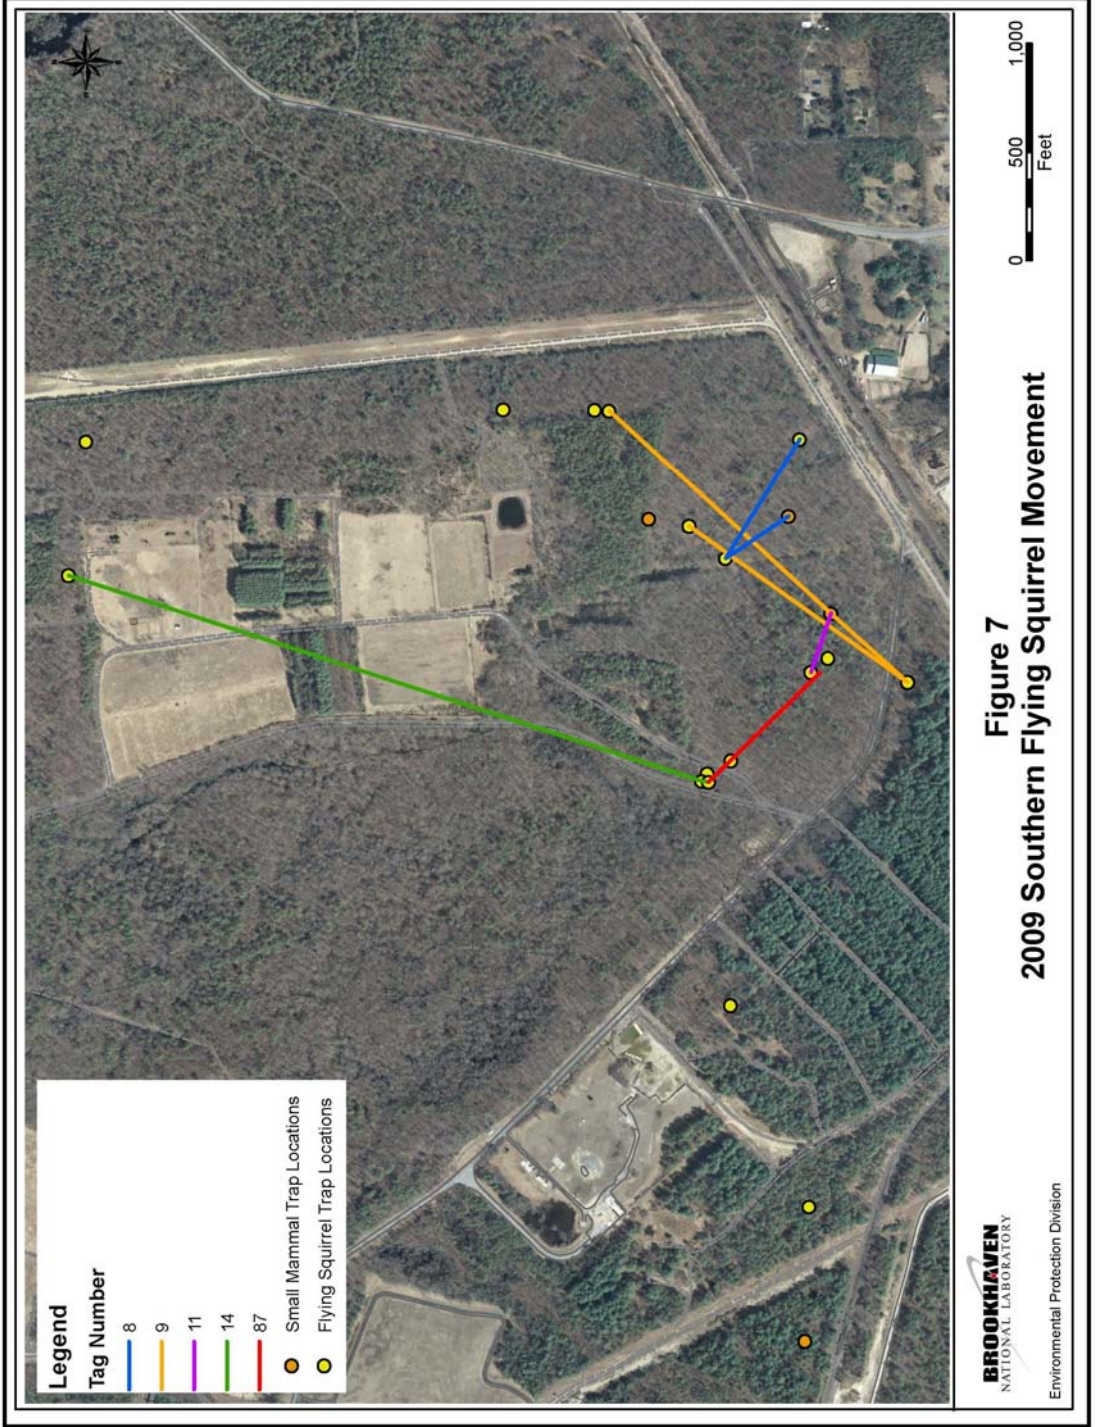 Legend
Tag Number
8
9
11
14
87
Small Mammal Trap Locations
Flying Squirrel Trap Locations
BROOKHAVEN
NATIONAL LABORATORY
Environmental Protection Division
Figure 7
2009 Southern Flying Squirrel Movement
0 500 1,000
Feet